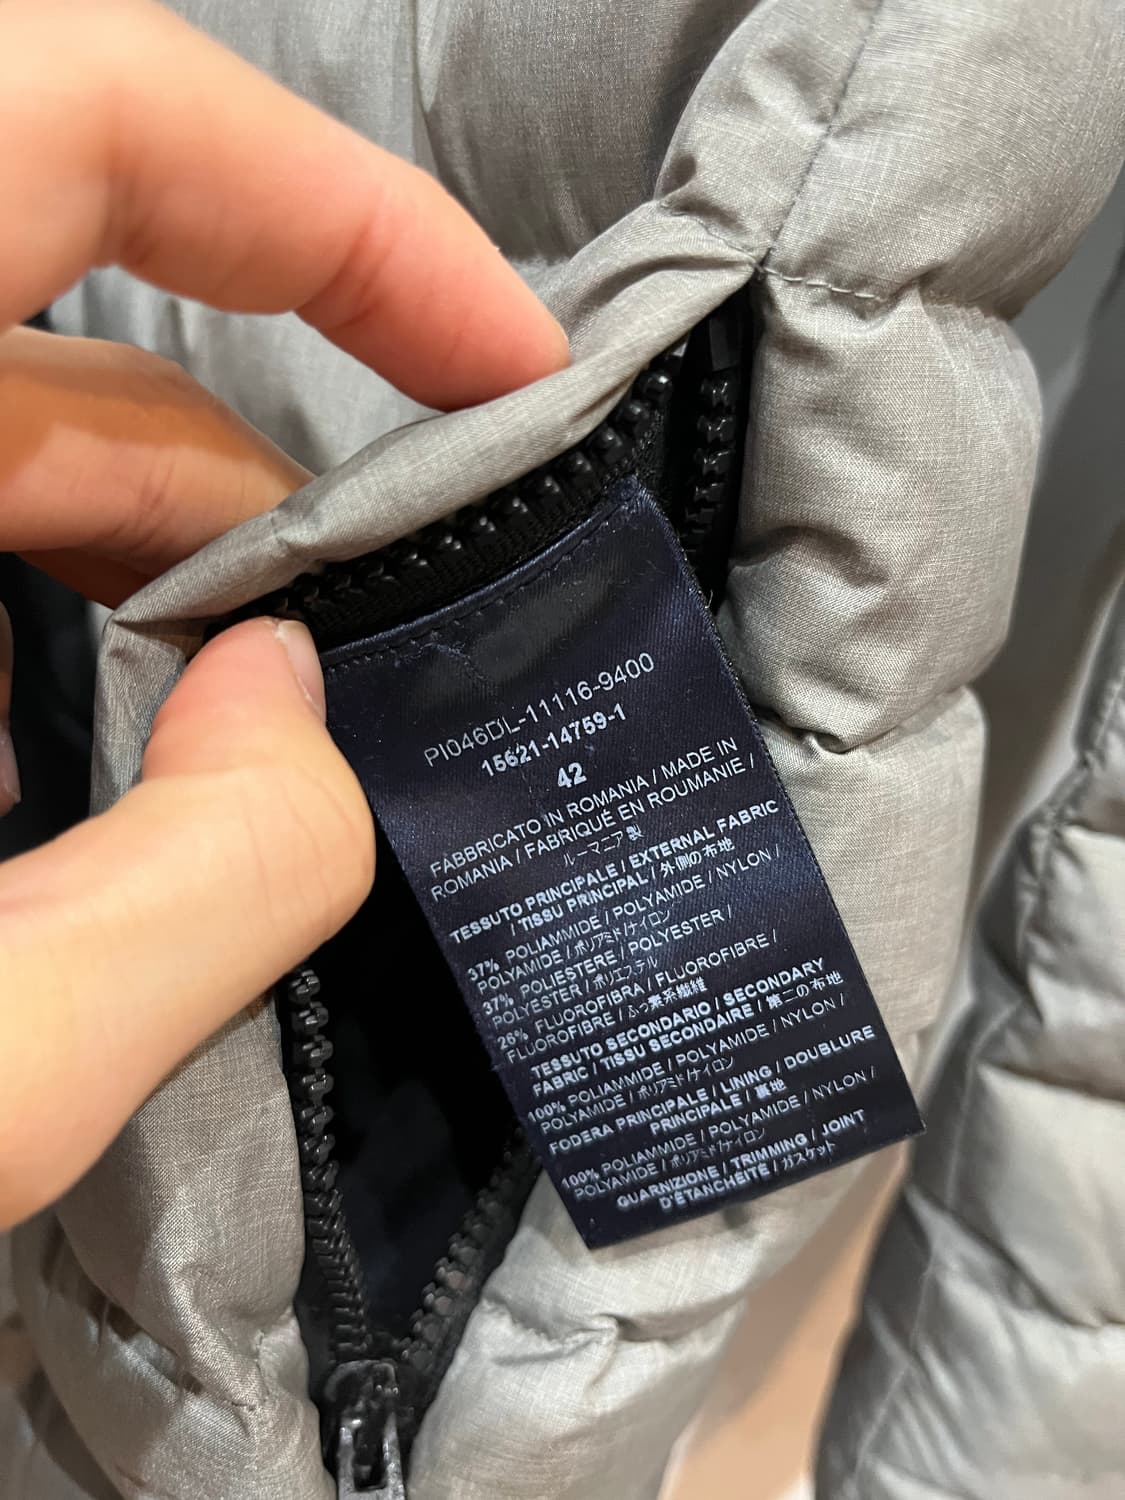 PI046DL-11116-9400
15621-14759-1
42
FABBRICATO IN ROMANIA / MADE IN
ROMANIA / FABRIQUÉ EN ROUMANIE /
ルーマニア製
TESSUTO PRINCIPALE / EXTERNAL FABRIC
/ TISSU PRINCIPAL / 外側の布地
37% POLIAMMIDE / POLYAMIDE / NYLON /
POLYAMIDE / ポリアミド/ナイロン
37% POLIESTERE / POLYESTER /
POLYESTER / ポリエステル
26% FLUOROFIBRA / FLUOROFIBRE /
FLUOROFIBRE / ふっ素系繊維
TESSUTO SECONDARIO / SECONDARY
FABRIC / TISSU SECONDAIRE / 第二の布地
100% POLIAMMIDE / POLYAMIDE / NYLON /
POLYAMIDE / ポリアミド/ナイロン
FODERA PRINCIPALE / LINING / DOUBLURE
PRINCIPALE / 裏地
100% POLIAMMIDE / POLYAMIDE / NYLON /
POLYAMIDE / ポリアミド/ナイロン
GUARNIZIONE / TRIMMING / JOINT
D'ÉTANCHÉITÉ / ガスケット